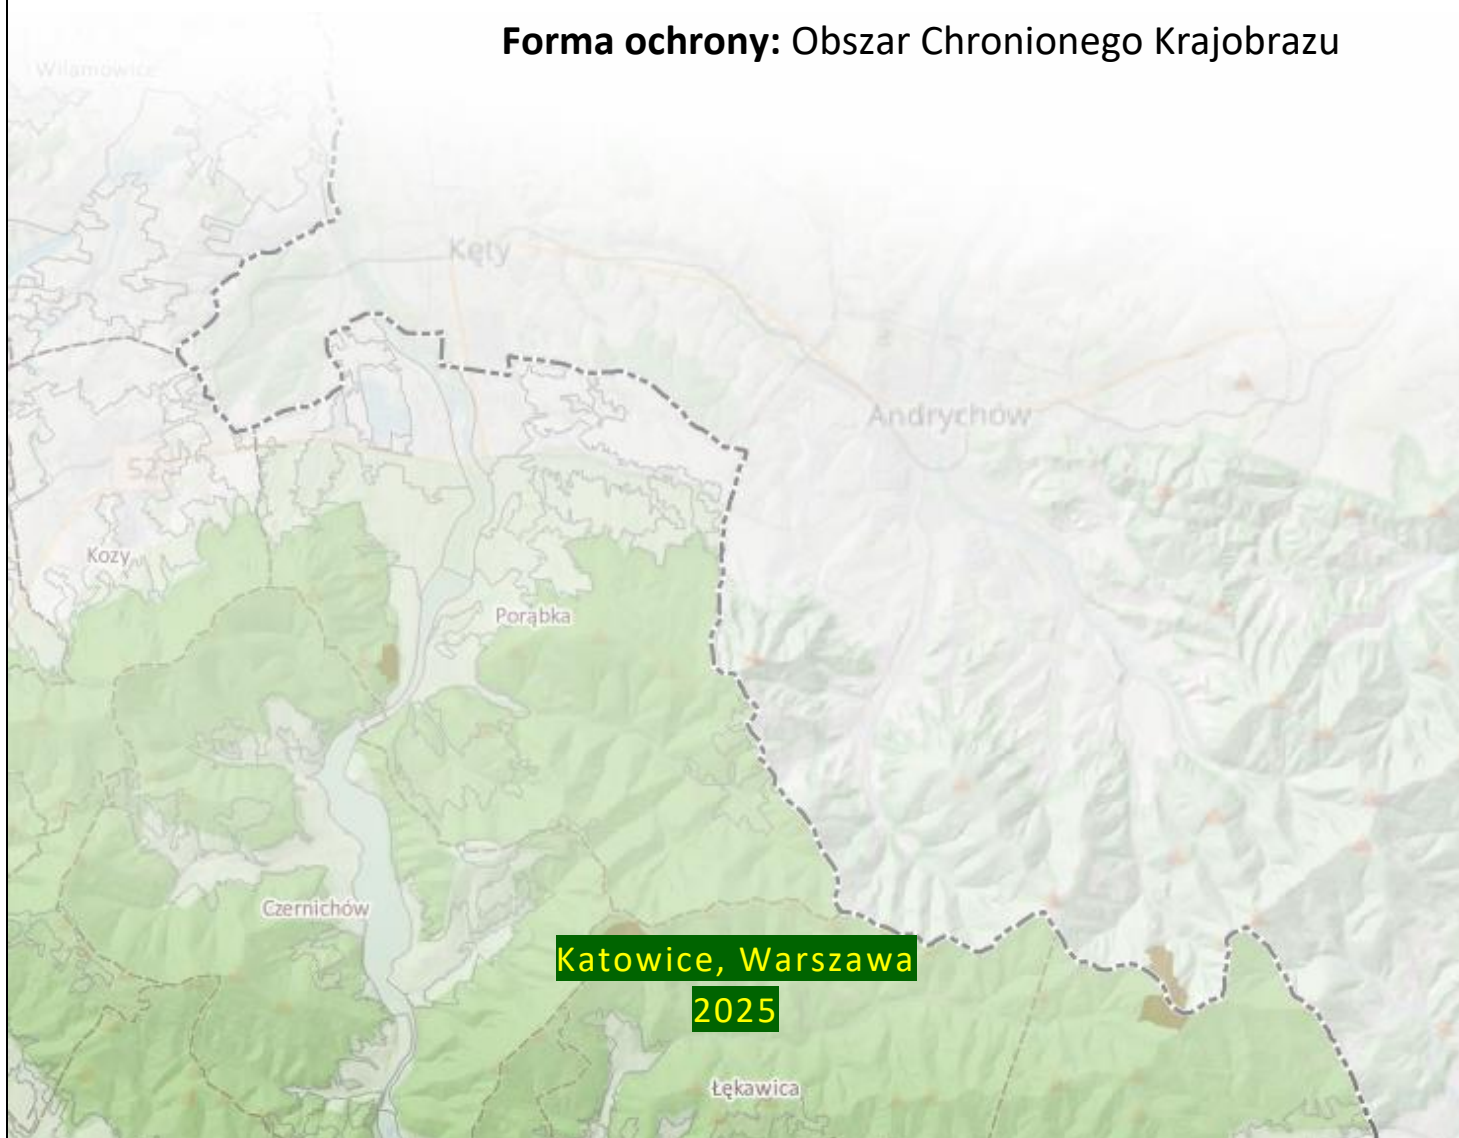 Forma ochrony: Obszar Chronionego Krajobrazu
Wilamowice
Kęty
Andrychów
52
Kozy
Porąbka
Czernichów
Katowice, Warszawa
2025
Łękawica